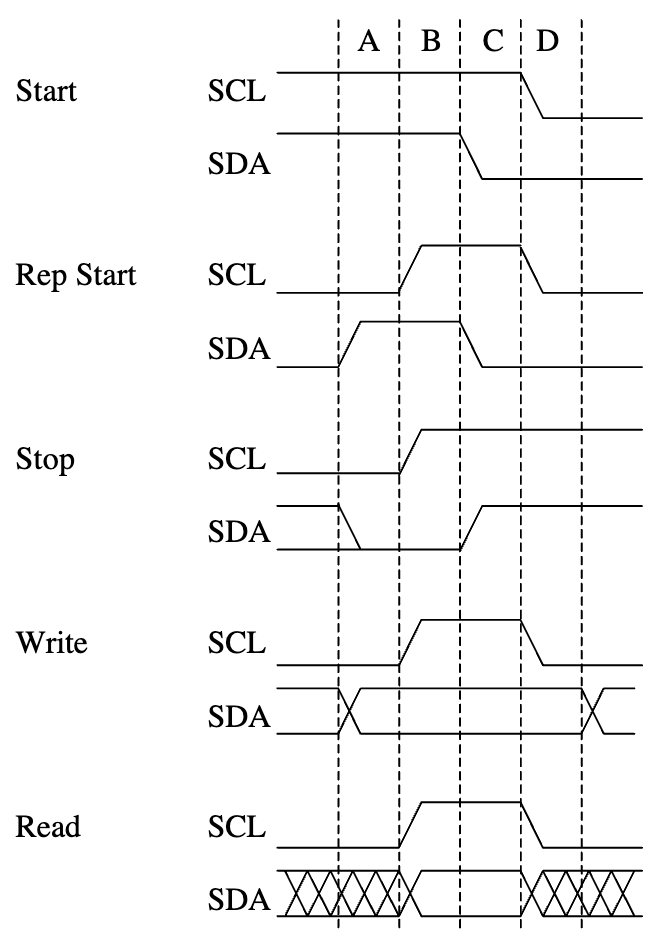 A B C D
Start SCL
SDA
Rep Start SCL
SDA
Stop SCL
SDA
Write SCL
SDA
Read SCL
SDA